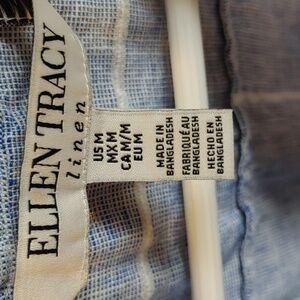 ELLEN TRACY
linen
US M
MX M
CA M/M
EU M
MADE IN
BANGLADESH
FABRIQUÉ AU
BANGLADESH
HECHO EN
BANGLADESH